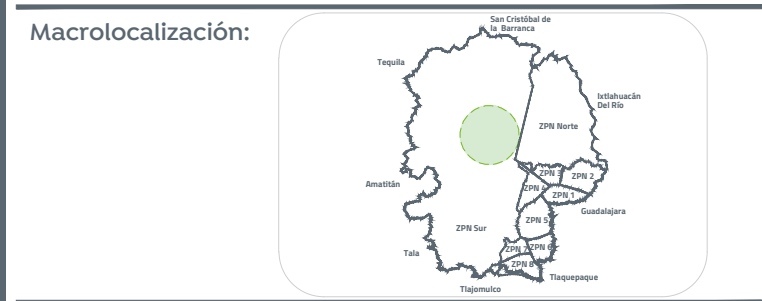 Macrolocalización:
San Cristóbal de
la Barranca
Tequila
Ixtlahuacán
Del Río
ZPN Norte
ZPN 3
ZPN 2
Amatitán
ZPN 4
ZPN 1
Guadalajara
ZPN 5
ZPN Sur
ZPN 7
ZPN 6
Tala
ZPN 8
Tlaquepaque
Tlajomulco